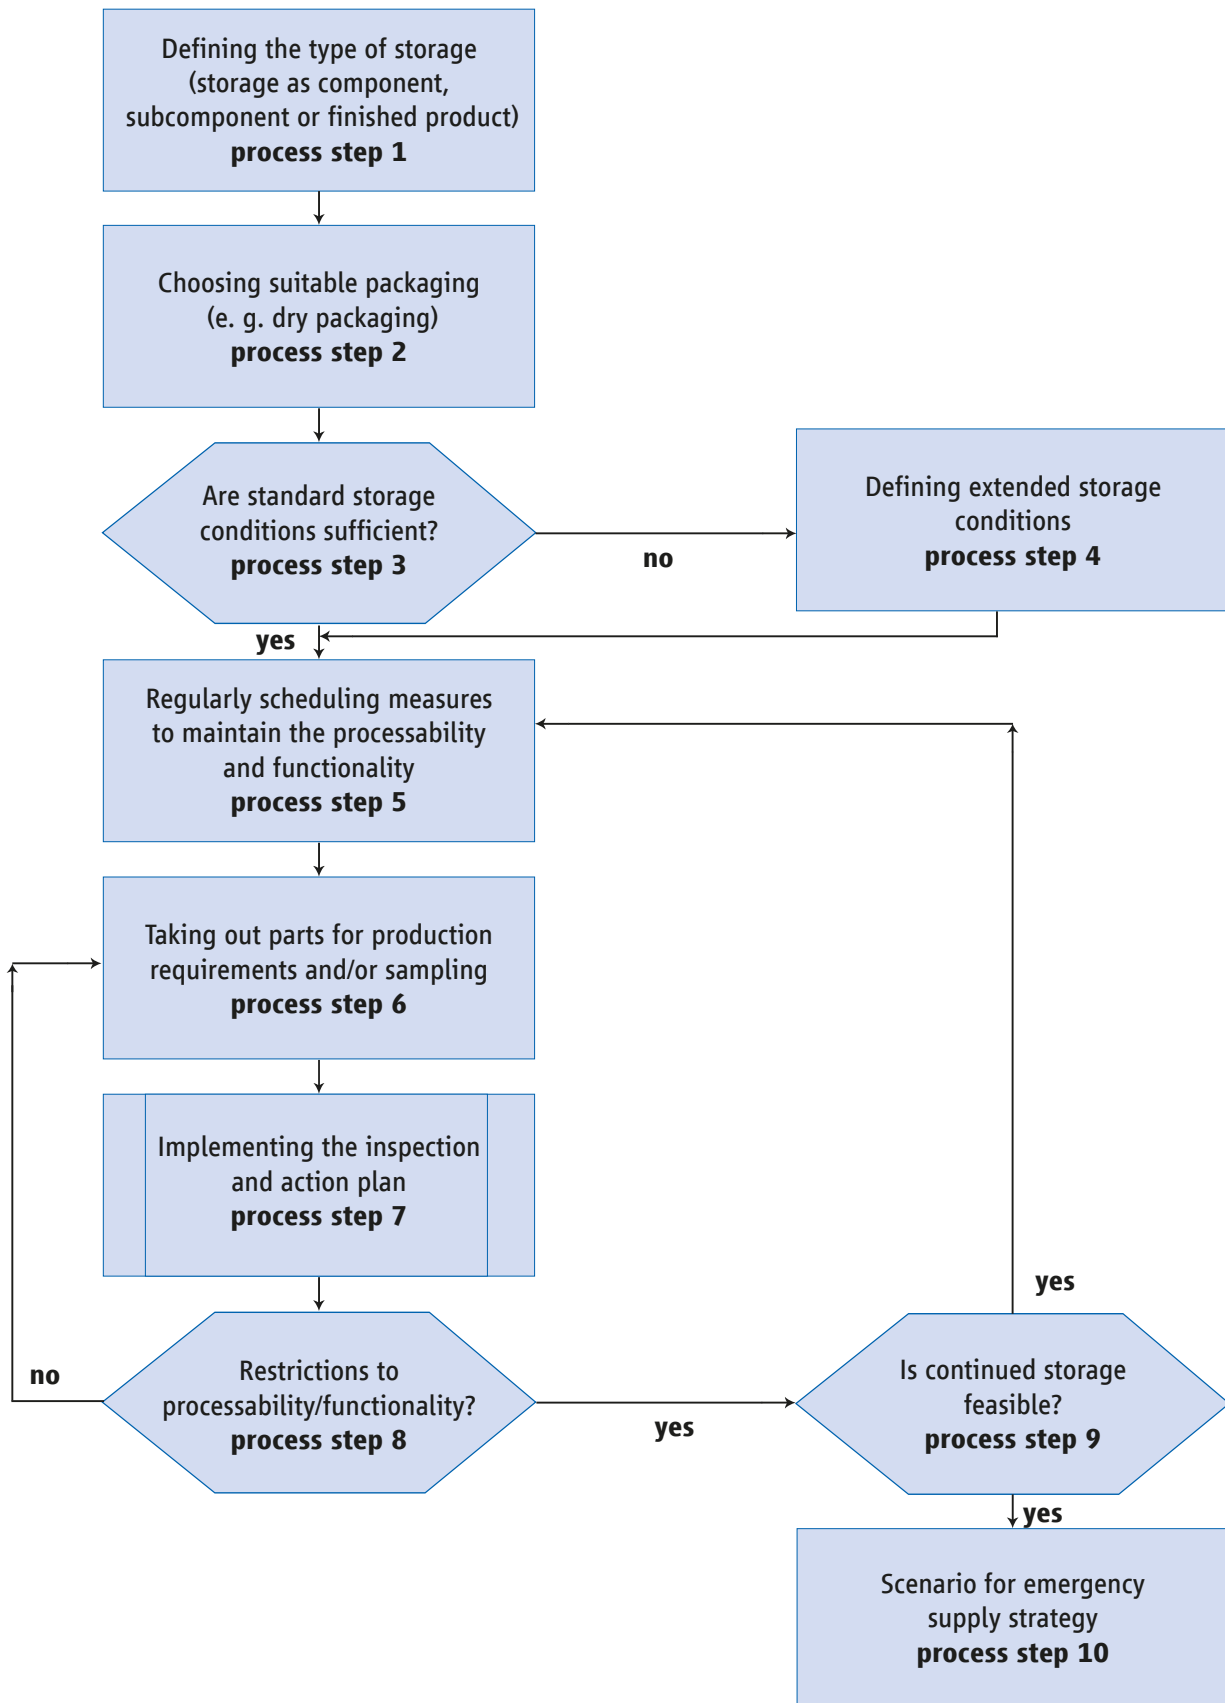 Defining the type of storage
(storage as component,
subcomponent or finished product)
process step 1
Choosing suitable packaging
(e. g. dry packaging)
process step 2
Are standard storage
conditions sufficient?
process step 3
no
Defining extended storage
conditions
process step 4
yes
Regularly scheduling measures
to maintain the processability
and functionality
process step 5
Taking out parts for production
requirements and/or sampling
process step 6
Implementing the inspection
and action plan
process step 7
no
Restrictions to
processability/functionality?
process step 8
yes
yes
Is continued storage
feasible?
process step 9
yes
Scenario for emergency
supply strategy
process step 10